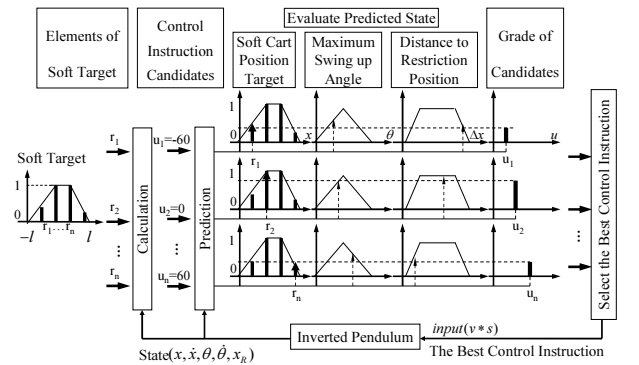 Elements of
Soft Target
Control
Instruction
Candidates
Evaluate Predicted State
Soft Cart
Position
Target
Maximum
Swing up
Angle
Distance to
Restriction
Position
Grade of
Candidates
Soft Target
1
0
−l
r1…rn
l
r1
r2
⋮
rn
Calculation
u1=-60
u2=0
⋮
un=60
Prediction
1
0
r1
x
θ
Δx
u
u1
1
0
r2
u2
1
0
rn
un
⋮
Select the Best Control Instruction
Inverted Pendulum
input(v*s)
State(x, ẋ, θ, θ̇, xR)
The Best Control Instruction